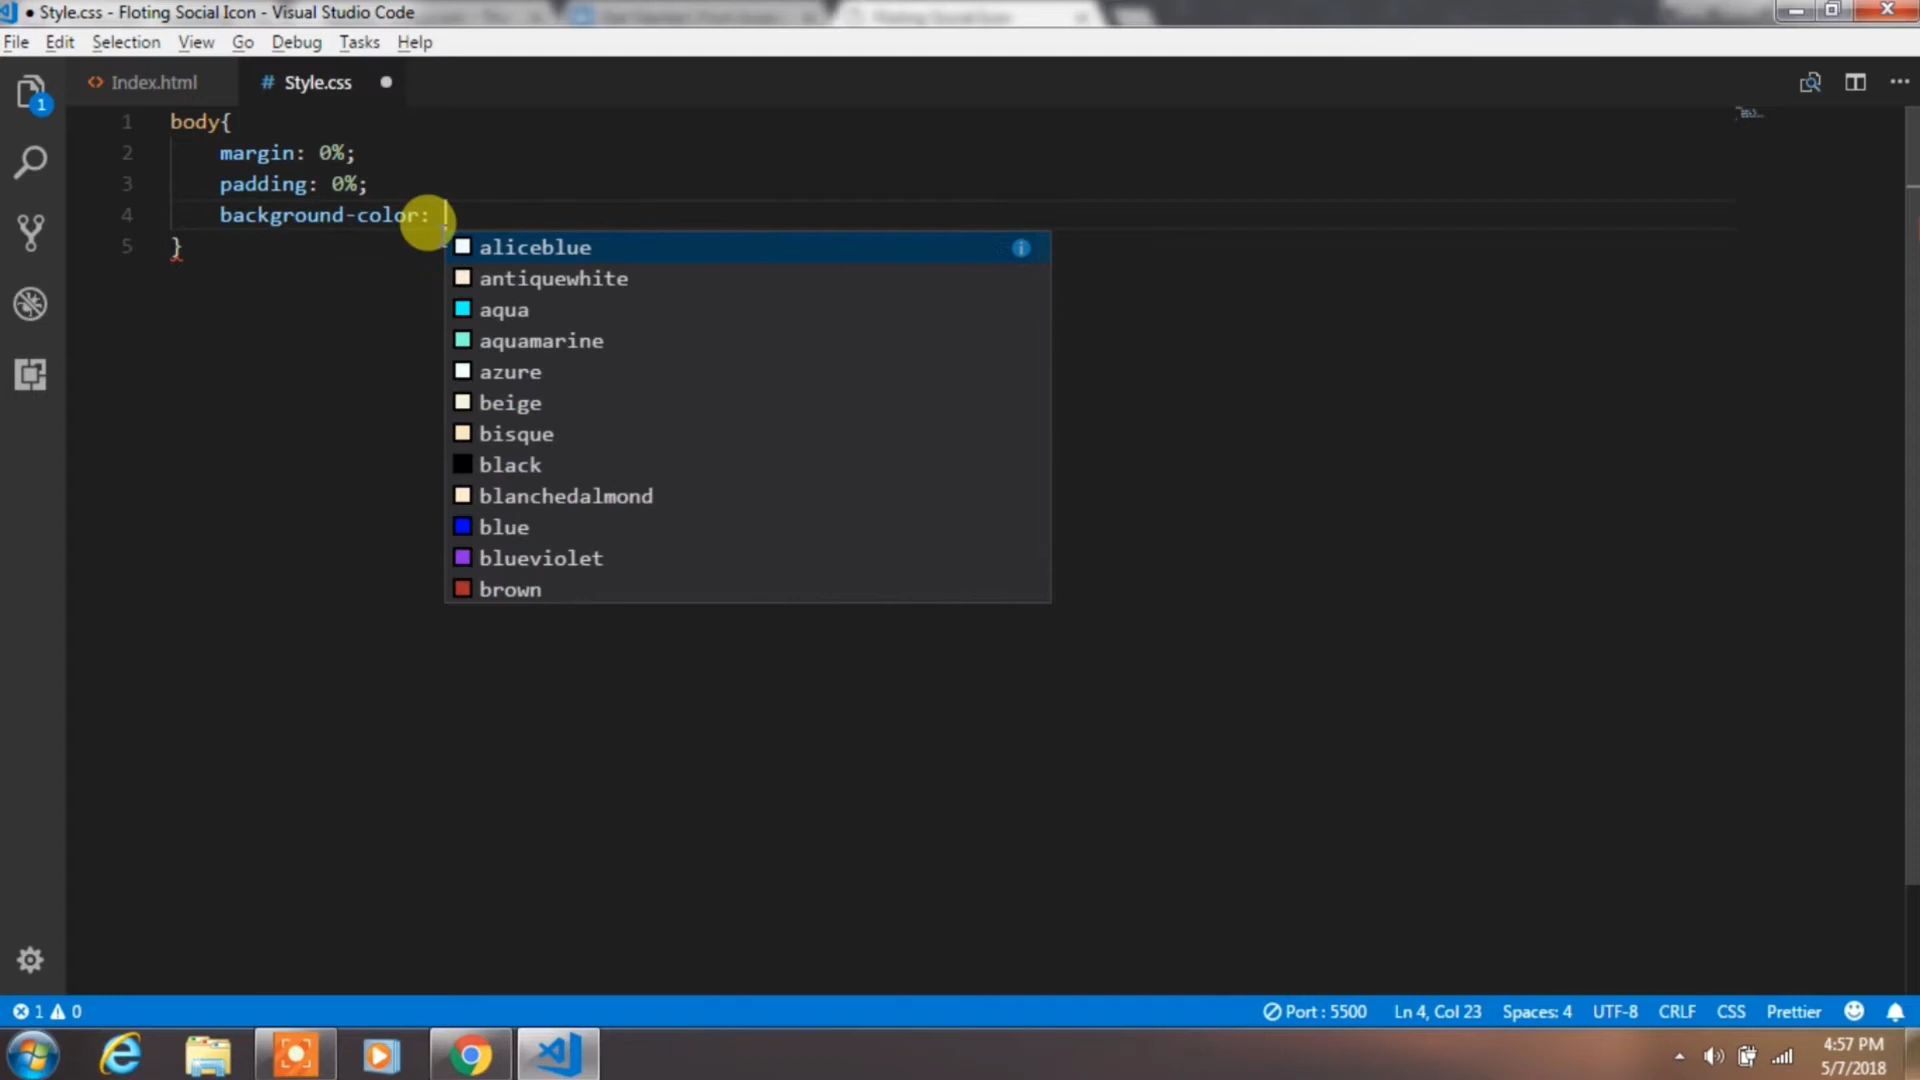 Style.css - Floting Social Icon - Visual Studio Code
File Edit Selection View Go Debug Tasks Help
1
<> Index.html # Style.css
1 body{
2 margin: 0%;
3 padding: 0%;
4 background-color:
5 }
aliceblue
antiquewhite
aqua
aquamarine
azure
beige
bisque
black
blanchedalmond
blue
blueviolet
brown
1 0 Port : 5500 Ln 4, Col 23 Spaces: 4 UTF-8 CRLF CSS Prettier
4:57 PM
5/7/2018